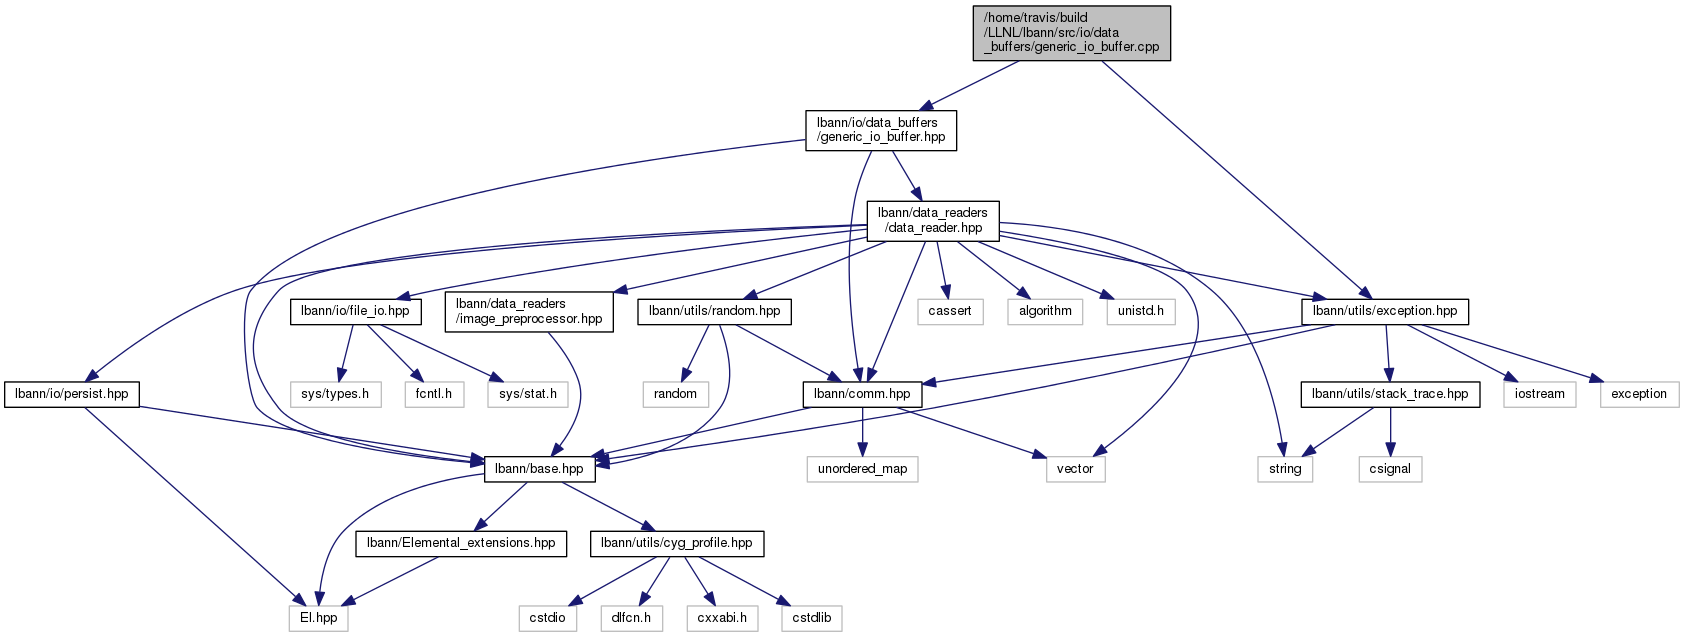 /home/travis/build
/LLNL/lbann/src/io/data
_buffers/generic_io_buffer.cpp
lbann/io/data_buffers
/generic_io_buffer.hpp
lbann/data_readers
/data_reader.hpp
lbann/io/file_io.hpp
lbann/data_readers
/image_preprocessor.hpp
lbann/utils/random.hpp
cassert
algorithm
unistd.h
lbann/utils/exception.hpp
lbann/io/persist.hpp
sys/types.h
fcntl.h
sys/stat.h
random
lbann/comm.hpp
lbann/utils/stack_trace.hpp
iostream
exception
lbann/base.hpp
unordered_map
vector
string
csignal
lbann/Elemental_extensions.hpp
lbann/utils/cyg_profile.hpp
El.hpp
cstdio
dlfcn.h
cxxabi.h
cstdlib